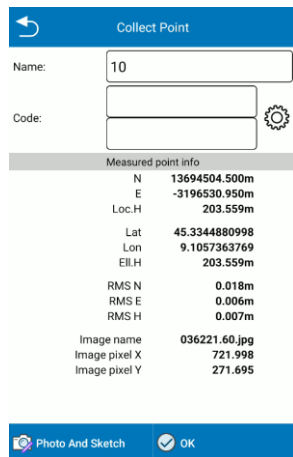 Collect Point
Name: 10
Code:
Measured point info
N 13694504.500m
E -3196530.950m
Loc.H 203.559m
Lat 45.3344880998
Lon 9.1057363769
Ell.H 203.559m
RMS N 0.018m
RMS E 0.006m
RMS H 0.007m
Image name 036221.60.jpg
Image pixel X 721.998
Image pixel Y 271.695
Photo And Sketch OK